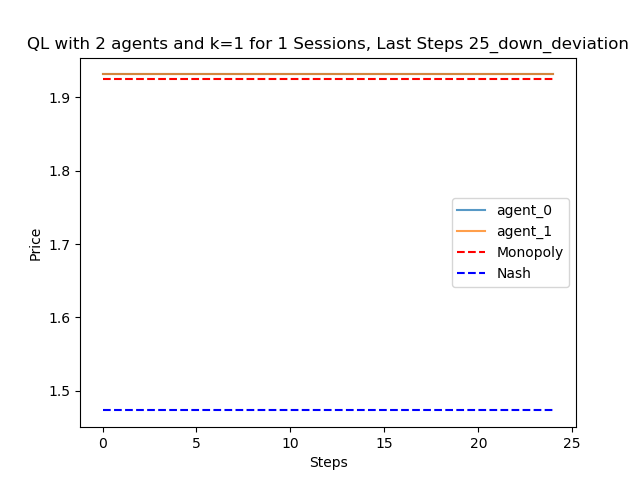 QL with 2 agents and k=1 for 1 Sessions, Last Steps 25_down_deviation
1.9
1.8
1.7
1.6
1.5
Price
agent_0
agent_1
Monopoly
Nash
0
5
10
15
20
25
Steps